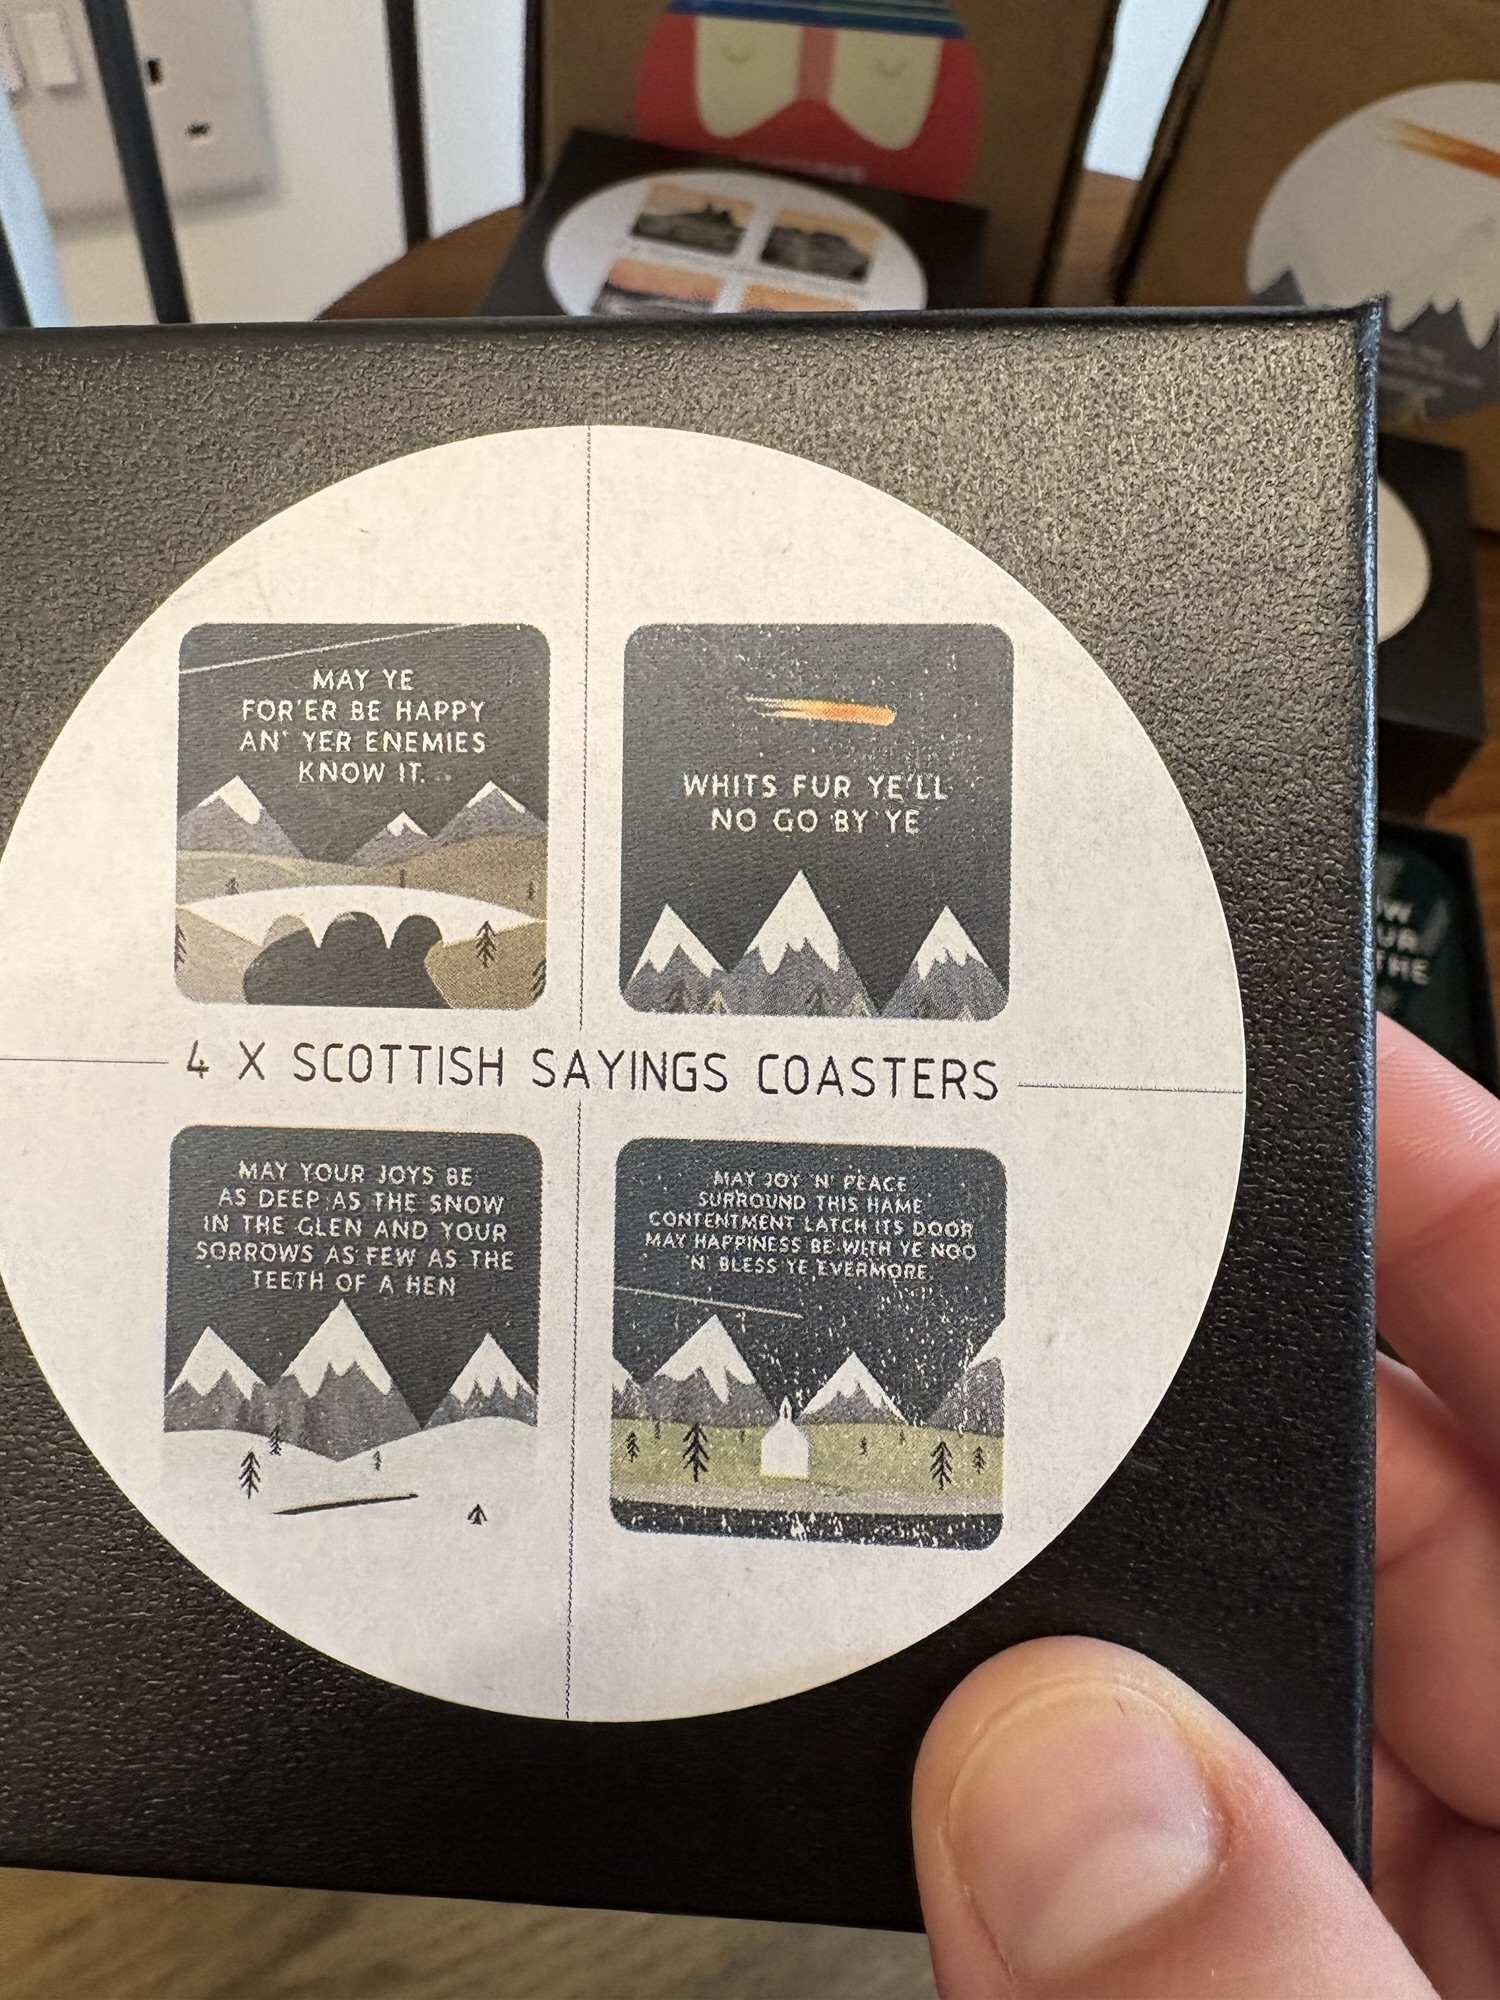 MAY YE
FOR'ER BE HAPPY
AN' YER ENEMIES
KNOW IT.
WHITS FUR YE'LL
NO GO BY YE
4 X SCOTTISH SAYINGS COASTERS
MAY YOUR JOYS BE
AS DEEP AS THE SNOW
IN THE GLEN AND YOUR
SORROWS AS FEW AS THE
TEETH OF A HEN
MAY JOY 'N' PEACE
SURROUND THIS HAME
CONTENTMENT LATCH ITS DOOR
MAY HAPPINESS BE WITH YE NOO
N' BLESS YE EVERMORE.